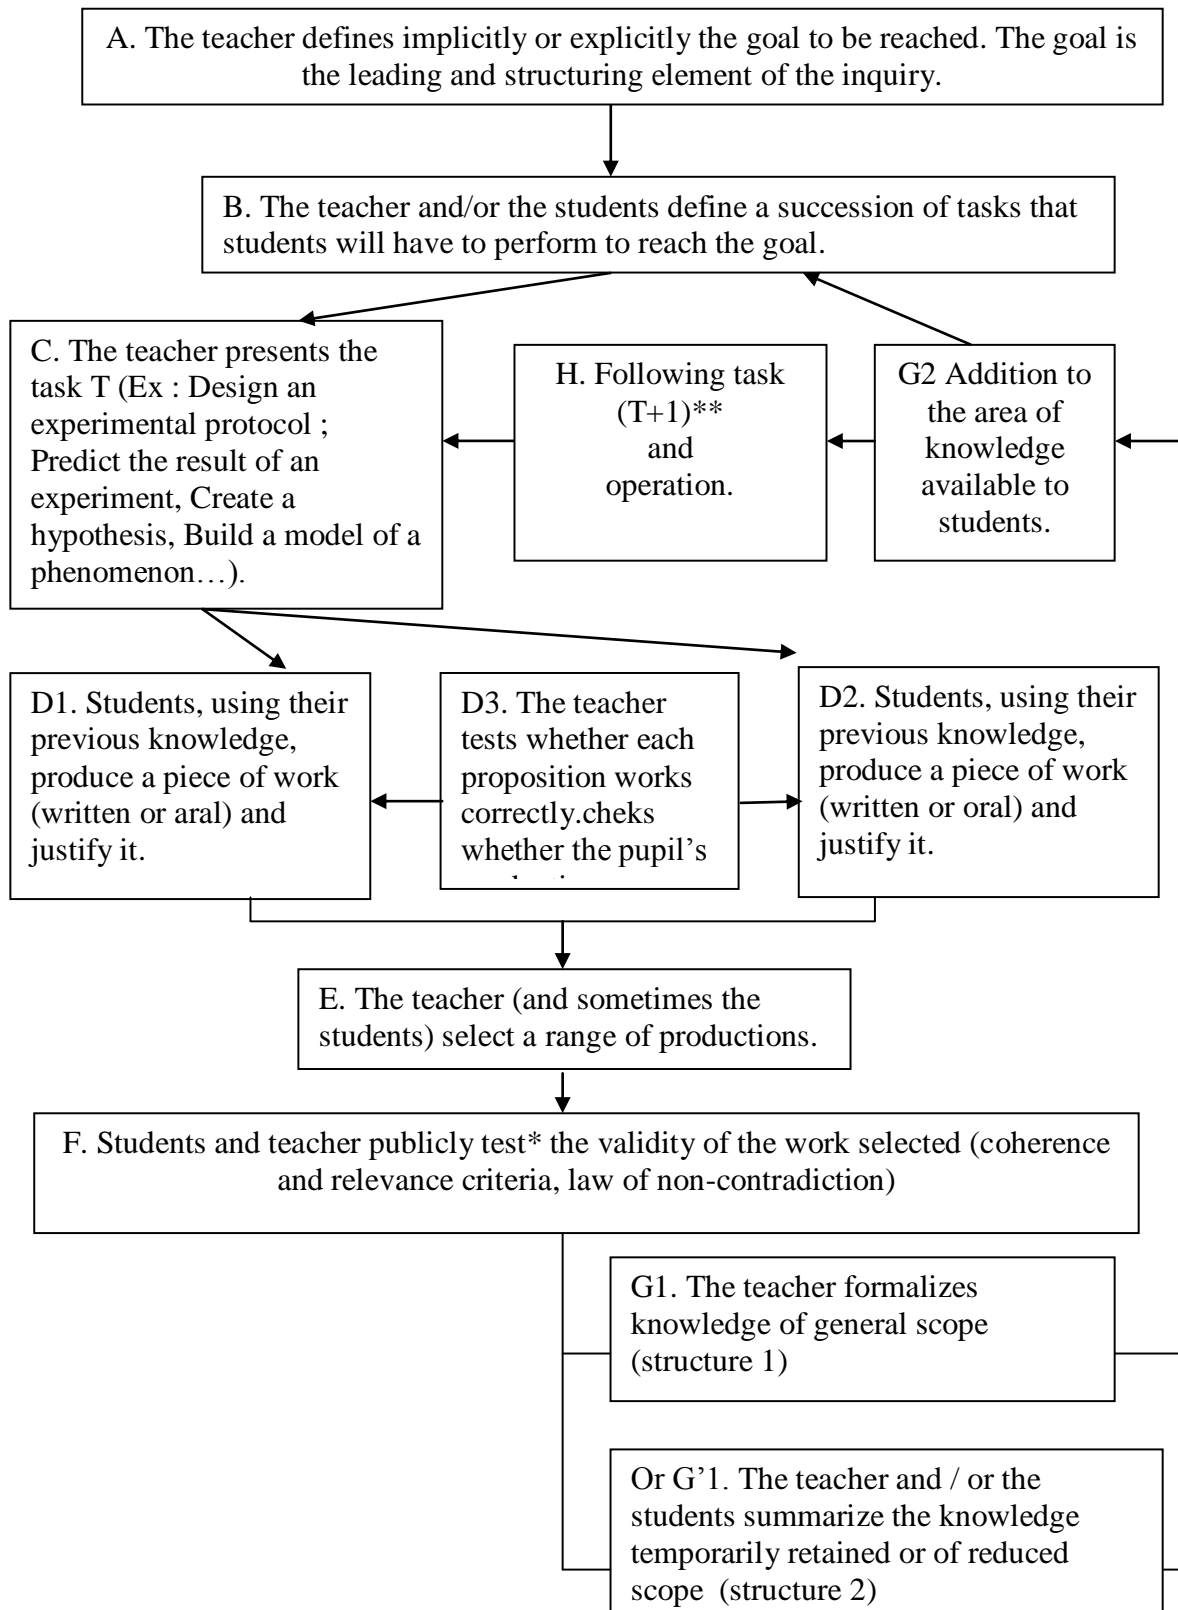 A. The teacher defines implicitly or explicitly the goal to be reached. The goal is
the leading and structuring element of the inquiry.
B. The teacher and/or the students define a succession of tasks that
students will have to perform to reach the goal.
C. The teacher presents the
task T (Ex : Design an
experimental protocol ;
Predict the result of an
experiment, Create a
hypothesis, Build a model of a
phenomenon…).
H. Following task
(T+1)**
and
operation.
G2 Addition to
the area of
knowledge
available to
students.
D1. Students, using their
previous knowledge,
produce a piece of work
(written or aral) and
justify it.
D3. The teacher
tests whether each
proposition works
correctly.cheks
whether the pupil’s
D2. Students, using their
previous knowledge,
produce a piece of work
(written or oral) and
justify it.
E. The teacher (and sometimes the
students) select a range of productions.
F. Students and teacher publicly test* the validity of the work selected (coherence
and relevance criteria, law of non-contradiction)
G1. The teacher formalizes
knowledge of general scope
(structure 1)
Or G’1. The teacher and / or the
students summarize the knowledge
temporarily retained or of reduced
scope  (structure 2)